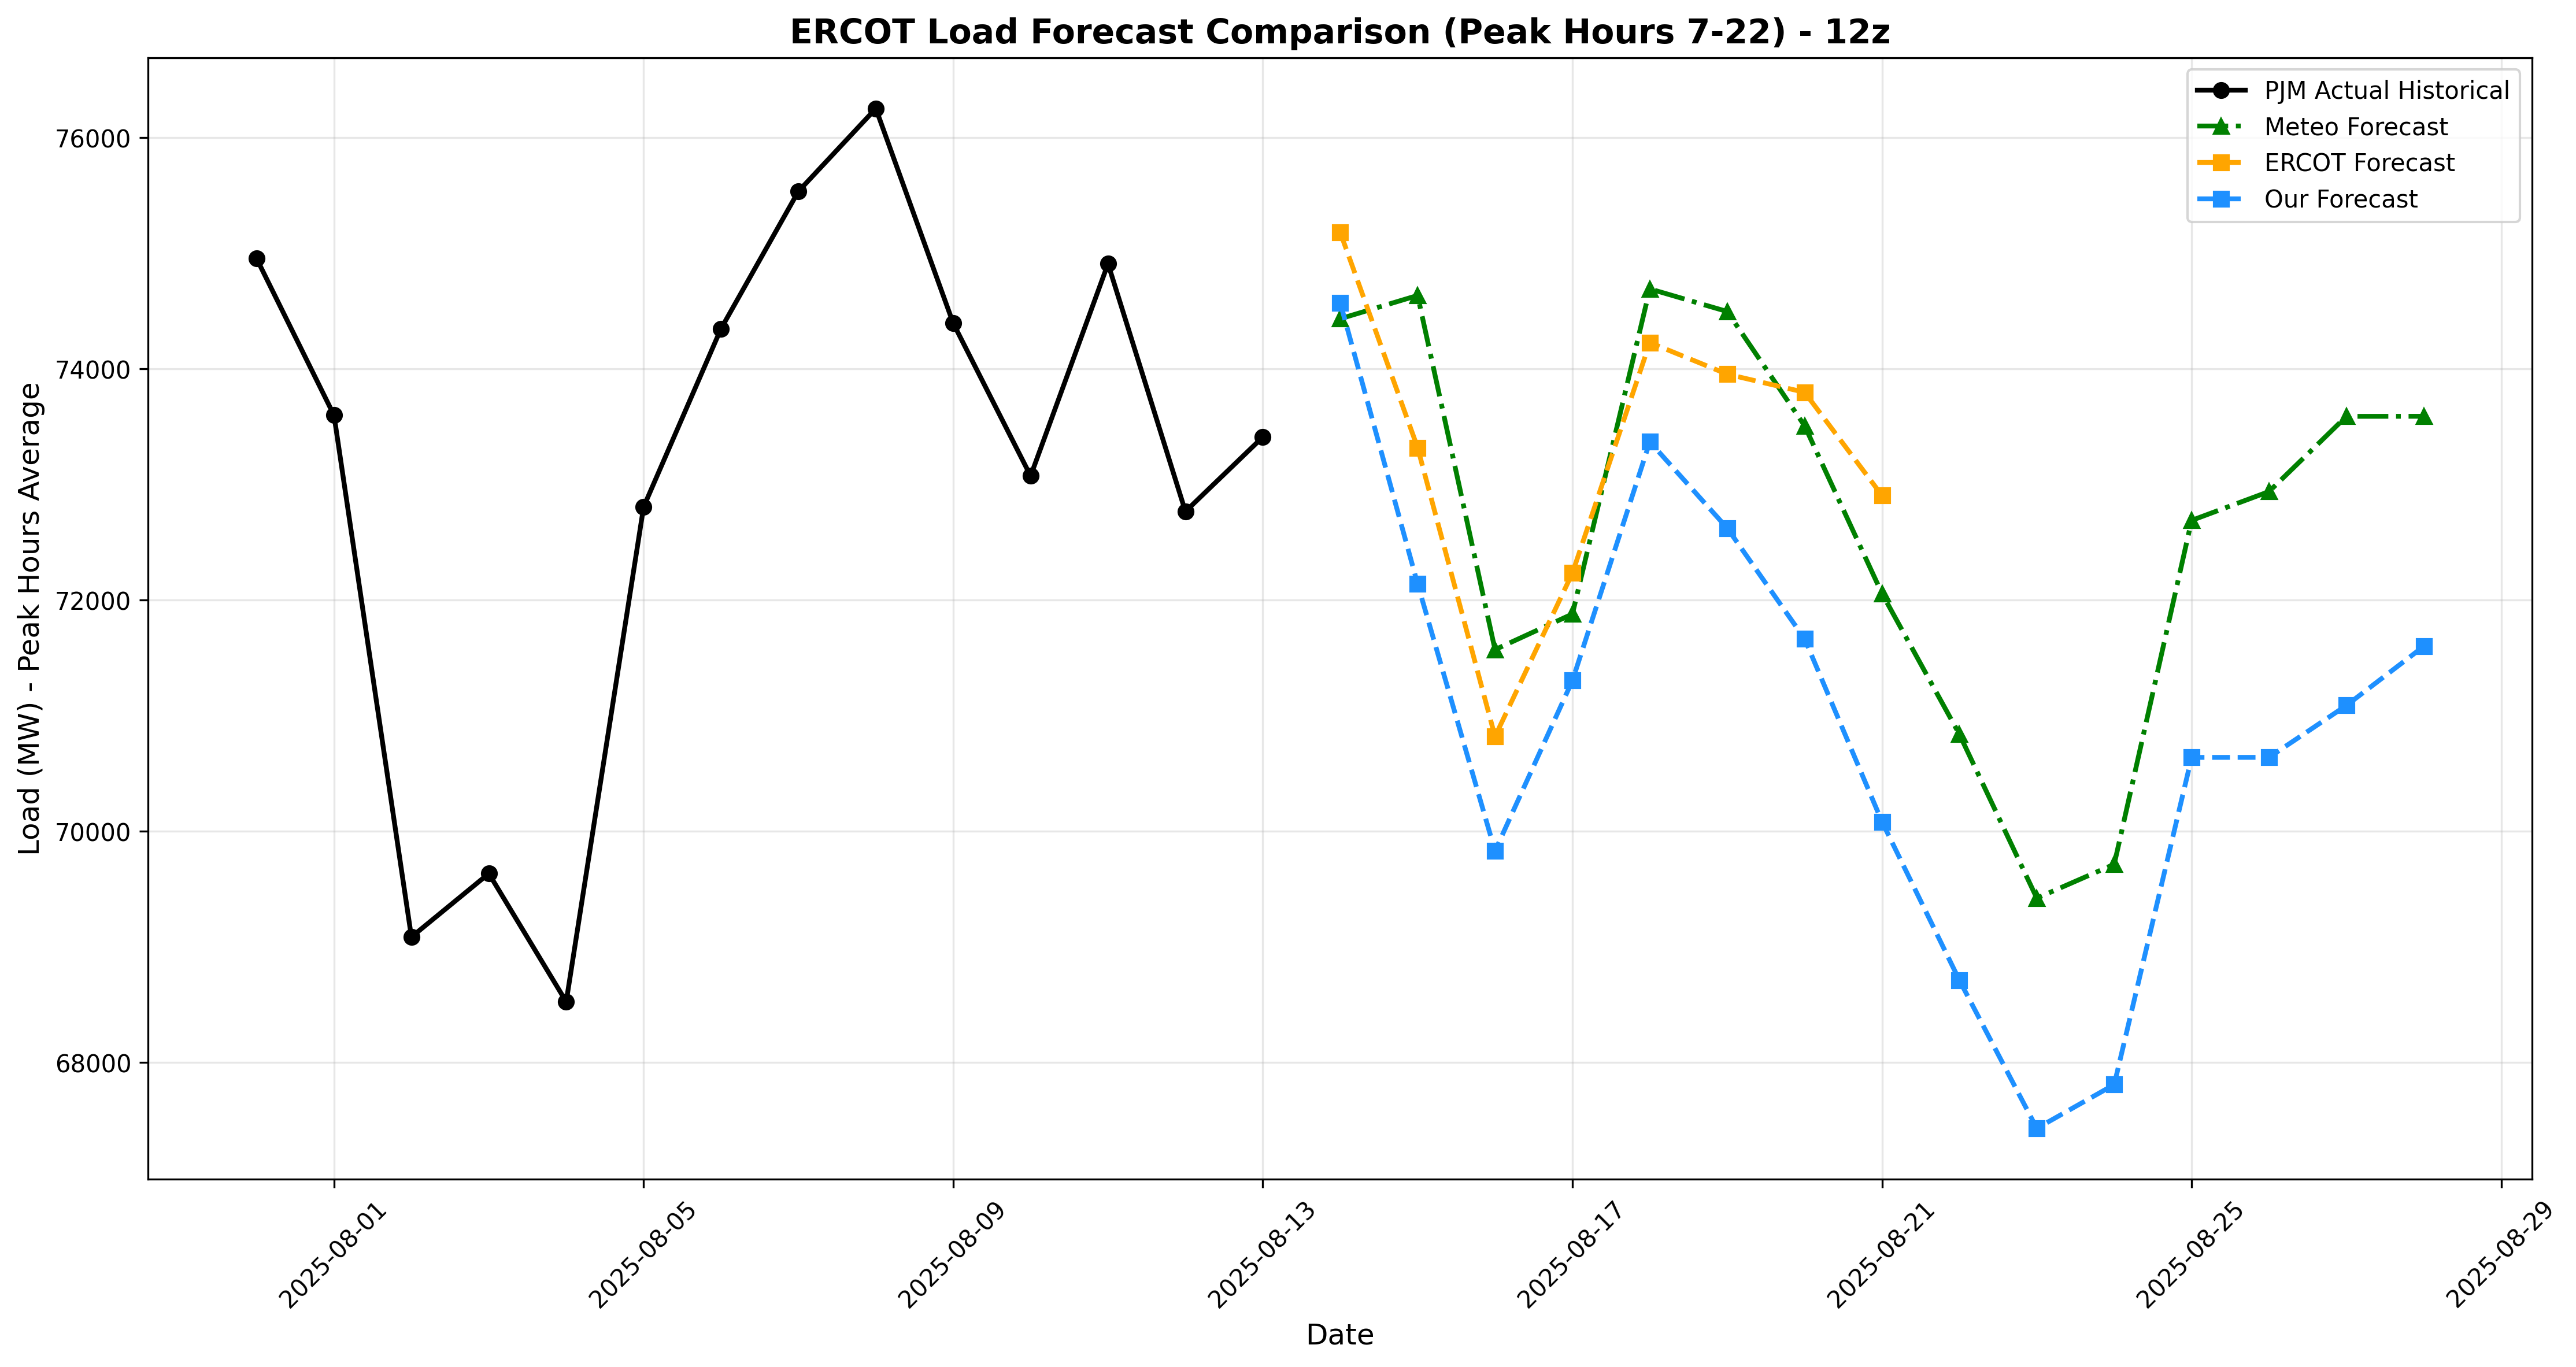 ERCOT Load Forecast Comparison (Peak Hours 7-22) - 12z
PJM Actual Historical
Meteo Forecast
ERCOT Forecast
Our Forecast
Load (MW) - Peak Hours Average
76000
74000
72000
70000
68000
2025-08-01
2025-08-05
2025-08-09
2025-08-13
2025-08-17
2025-08-21
2025-08-25
2025-08-29
Date